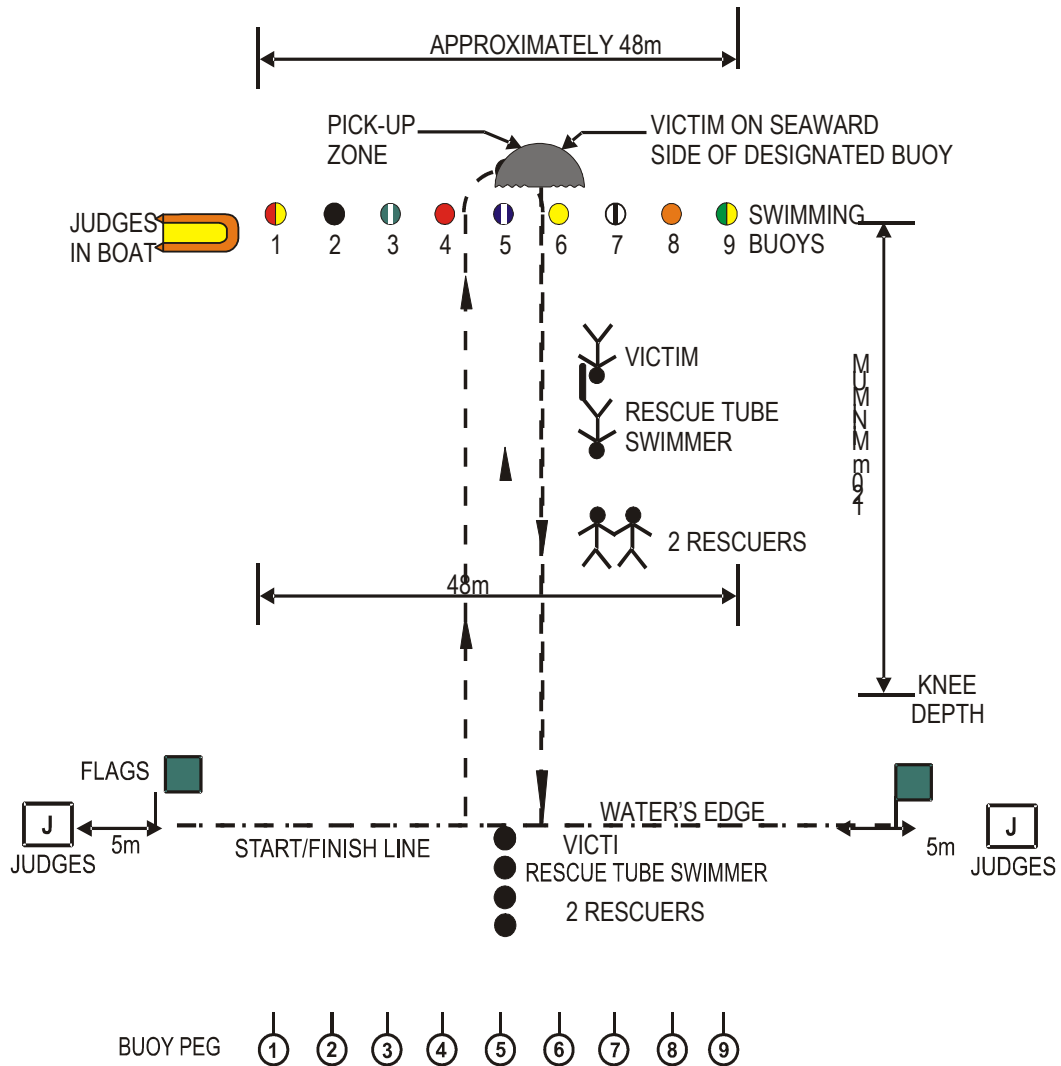 APPROXIMATELY 48m
PICK-UP
ZONE
VICTIM ON SEAWARD
SIDE OF DESIGNATED BUOY
JUDGES
IN BOAT
1 2 3 4 5 6 7 8 9
SWIMMING
BUOYS
VICTIM
RESCUE TUBE
SWIMMER
120m MINIMUM
2 RESCUERS
48m
KNEE
DEPTH
FLAGS
J
JUDGES
5m
START/FINISH LINE
WATER'S EDGE
5m
J
JUDGES
VICTI
RESCUE TUBE SWIMMER
2 RESCUERS
BUOY PEG
1 2 3 4 5 6 7 8 9